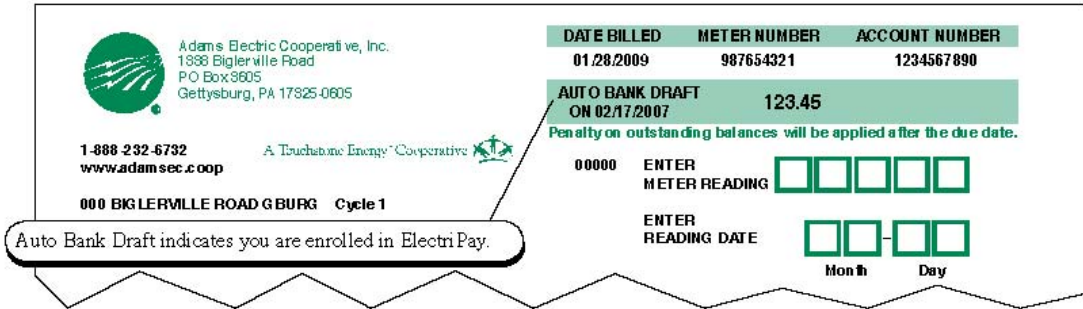 Adams Electric Cooperative, Inc.
1338 Biglerville Road
PO Box 3605
Gettysburg, PA 17325-0605
1-888-232-6732
www.adamsec.coop
A Touchstone Energy® Cooperative
000 BIGLERVILLE ROAD GBURG Cycle 1
Auto Bank Draft indicates you are enrolled in ElectriPay.
DATE BILLED METER NUMBER ACCOUNT NUMBER
01/28/2009 987654321 1234567890
AUTO BANK DRAFT
ON 02/17/2007
123.45
Penalty on outstanding balances will be applied after the due date.
00000 ENTER
METER READING
ENTER
READING DATE
-
Month Day